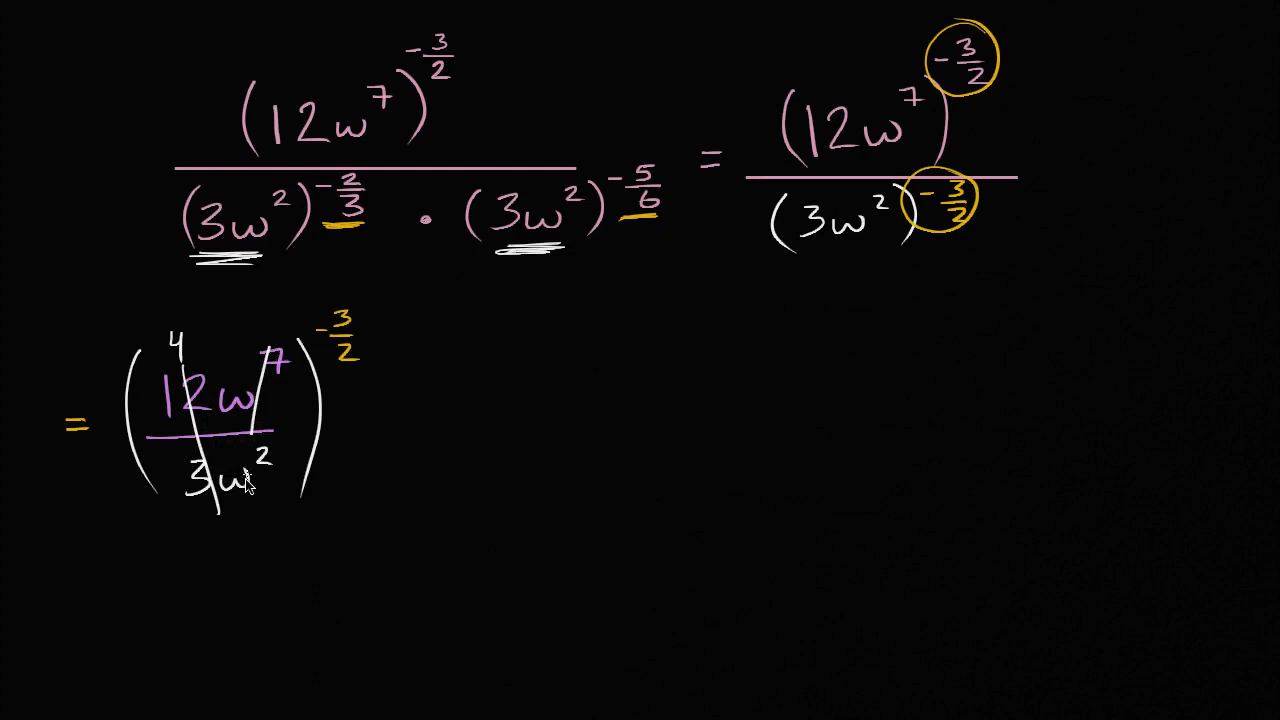 (12w^7)^(-3/2) / ((3w^2)^(-2/3) · (3w^2)^(-5/6)) = (12w^7)^(-3/2) / (3w^2)^(-3/2)
= (12w^7 / 3w^2)^(-3/2)
4